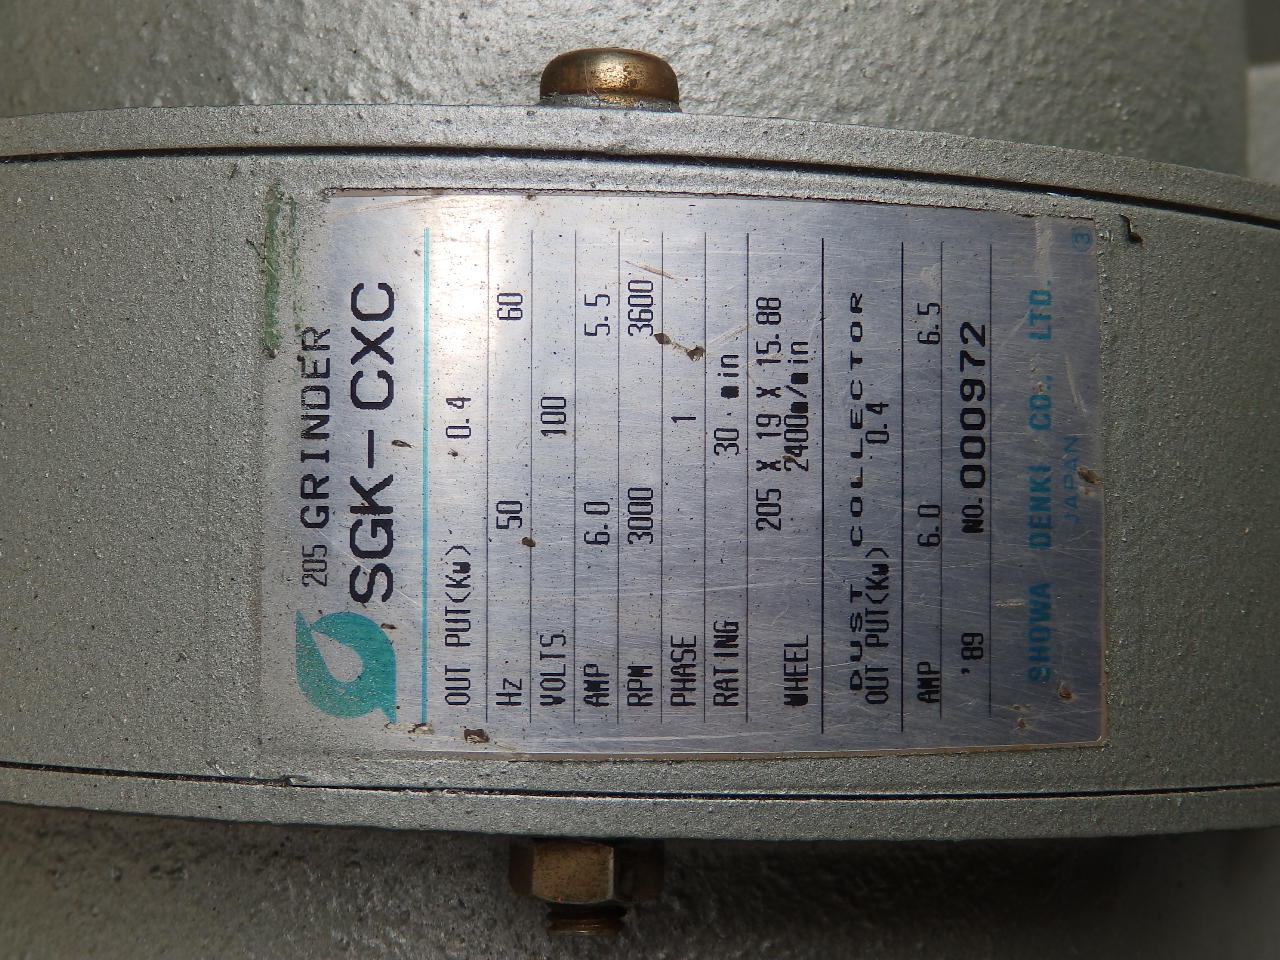 205 GRINDER
SGK-CXC
OUT PUT(Kw) 0.4
Hz 50 60
VOLTS. 100
AMP 6.0 5.5
RPM 3000 3600
PHASE 1
RATING 30 min
WHEEL 205 X 19 X 15.88
2400m/min
DUST COLLECTOR
OUT PUT(Kw) 0.4
AMP 6.0 6.5
'89 NO. 000972
SHOWA DENKI CO., LTD.
JAPAN
3